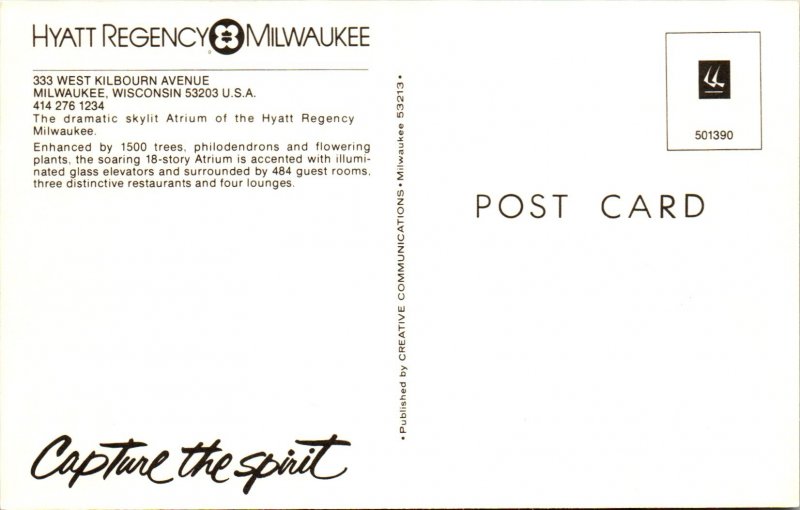 HYATT REGENCY MILWAUKEE
333 WEST KILBOURN AVENUE
MILWAUKEE, WISCONSIN 53203 U.S.A.
414 276 1234
The dramatic skylit Atrium of the Hyatt Regency
Milwaukee.
Enhanced by 1500 trees, philodendrons and flowering
plants, the soaring 18-story Atrium is accented with illumi-
nated glass elevators and surrounded by 484 guest rooms,
three distinctive restaurants and four lounges.
Capture the spirit
•Published by CREATIVE COMMUNICATIONS•Milwaukee 53213•
501390
POST CARD